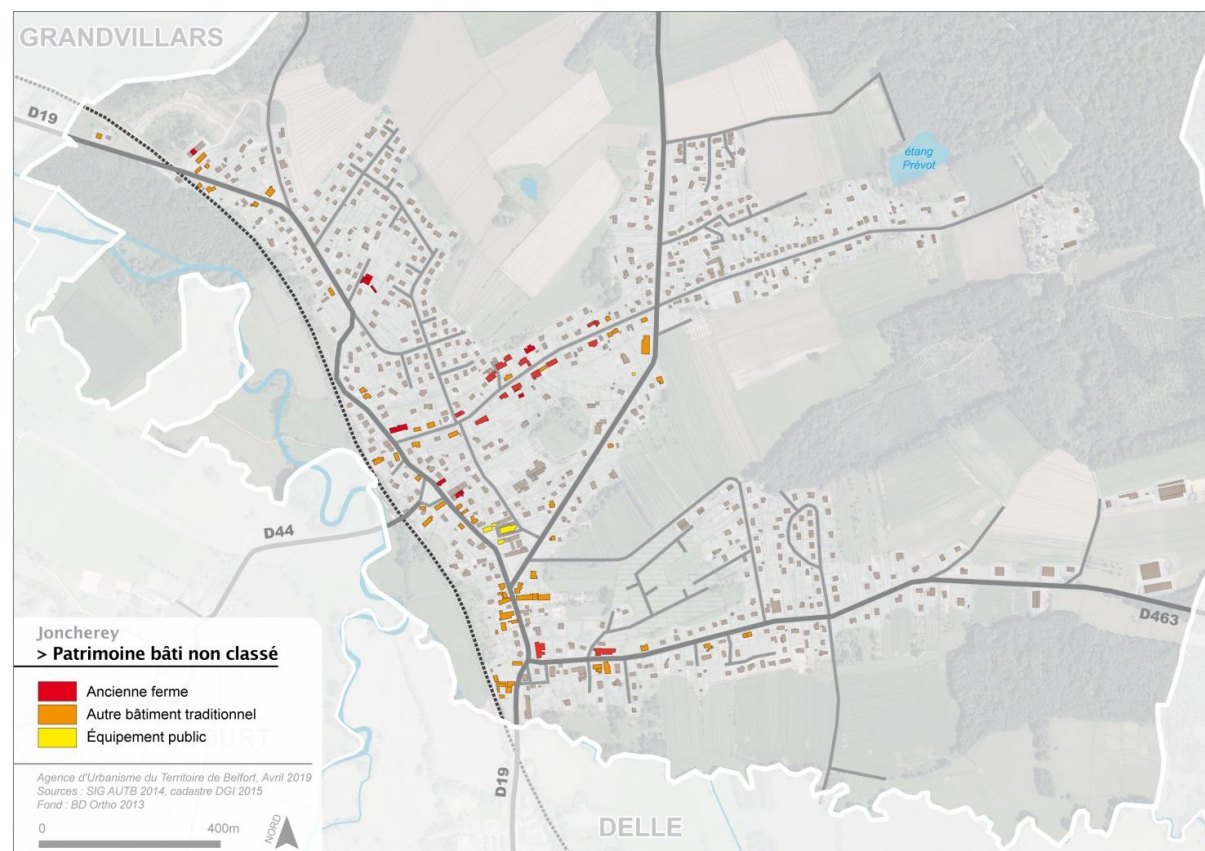 GRANDVILLARS
D19
étang
Prévot
D44
D463
Joncherey
> Patrimoine bâti non classé
Ancienne ferme
Autre bâtiment traditionnel
Équipement public
OURT
Agence d'Urbanisme du Territoire de Belfort, Avril 2019
Sources : SIG AUTB 2014, cadastre DGI 2015
Fond : BD Ortho 2013
0 400m
NORD
D19
DELLE